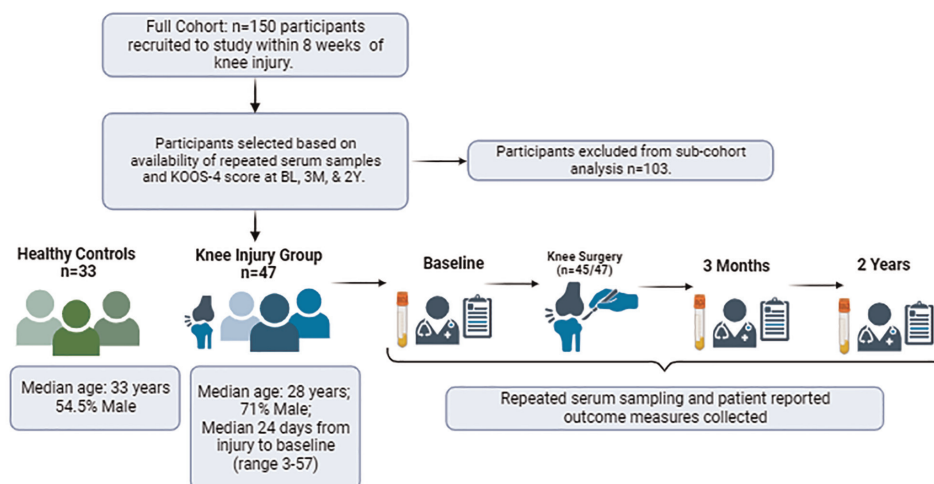 Full Cohort: n=150 participants
recruited to study within 8 weeks of
knee injury.
Participants selected based on
availability of repeated serum samples
and KOOS-4 score at BL, 3M, & 2Y.
Participants excluded from sub-cohort
analysis n=103.
Healthy Controls
n=33
Knee Injury Group
n=47
Baseline
Knee Surgery
(n=45/47)
3 Months
2 Years
Median age: 33 years
54.5% Male
Median age: 28 years;
71% Male;
Median 24 days from
injury to baseline
(range 3-57)
Repeated serum sampling and patient reported
outcome measures collected